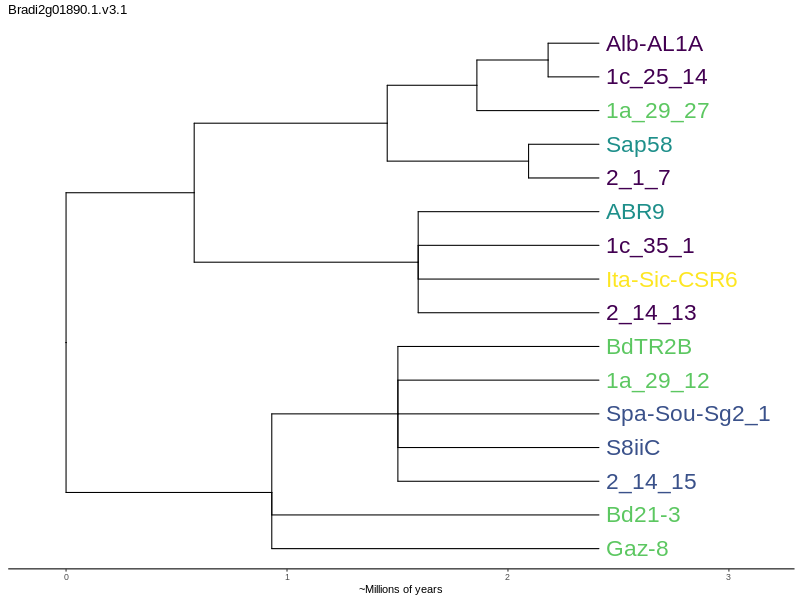 Bradi2g01890.1.v3.1
Alb-AL1A
1c_25_14
1a_29_27
Sap58
2_1_7
ABR9
1c_35_1
Ita-Sic-CSR6
2_14_13
BdTR2B
1a_29_12
Spa-Sou-Sg2_1
S8iiC
2_14_15
Bd21-3
Gaz-8
0 1 2 3
~Millions of years